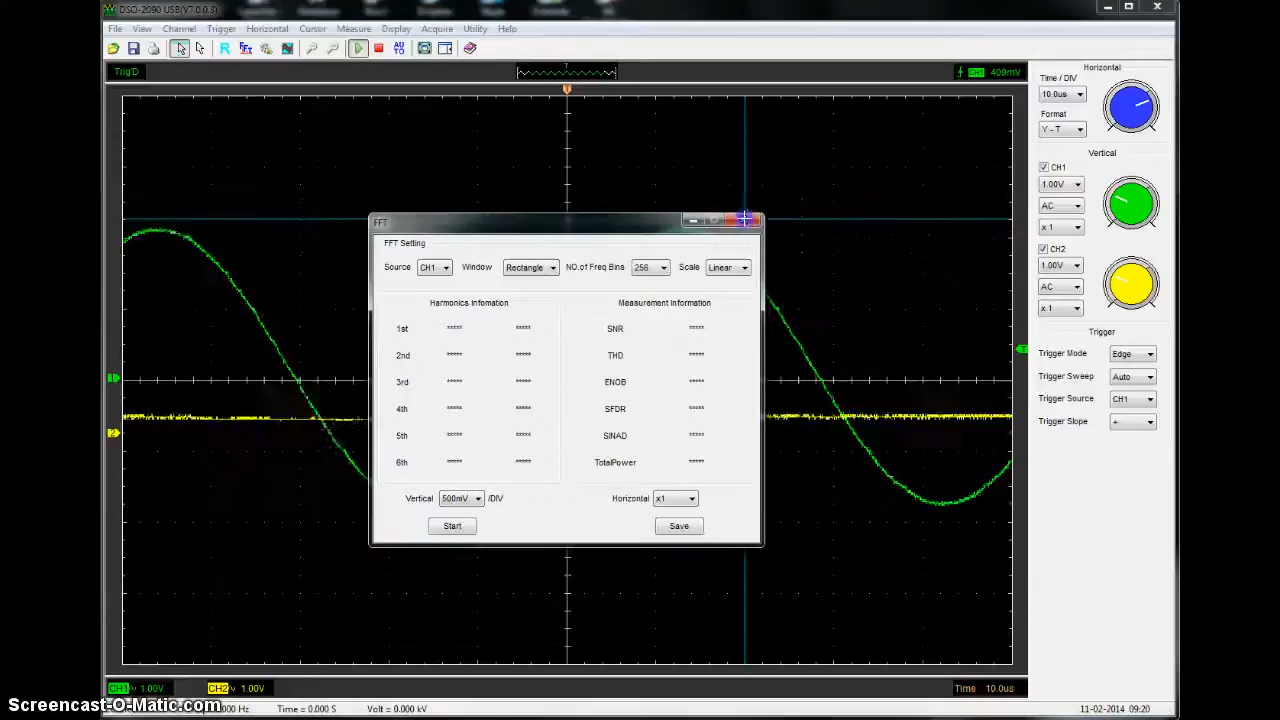 DSO-2090 USB(V7.0.0.3)
File View Channel Trigger Horizontal Cursor Measure Display Acquire Utility Help
Trig'D
CH1 409mV
Horizontal
Time / DIV
10.0us
Format
Y - T
Vertical
CH1
1.00V
AC
x 1
CH2
1.00V
AC
x 1
Trigger
Trigger Mode Edge
Trigger Sweep Auto
Trigger Source CH1
Trigger Slope +
FFT
FFT Setting
Source CH1 Window Rectangle NO.of Freq Bins 256 Scale Linear
Harmonics Infomation Measurement Information
1st ***** ***** SNR *****
2nd ***** ***** THD *****
3rd ***** ***** ENOB *****
4th ***** ***** SFDR *****
5th ***** ***** SINAD *****
6th ***** ***** TotalPower *****
Vertical 500mV /DIV Horizontal x1
Start Save
CH1 1.00V CH2 1.00V Time 10.0us
Screencast-O-Matic.com
Hz Time = 0.000 S Volt = 0.000 kV 11-02-2014 09:20